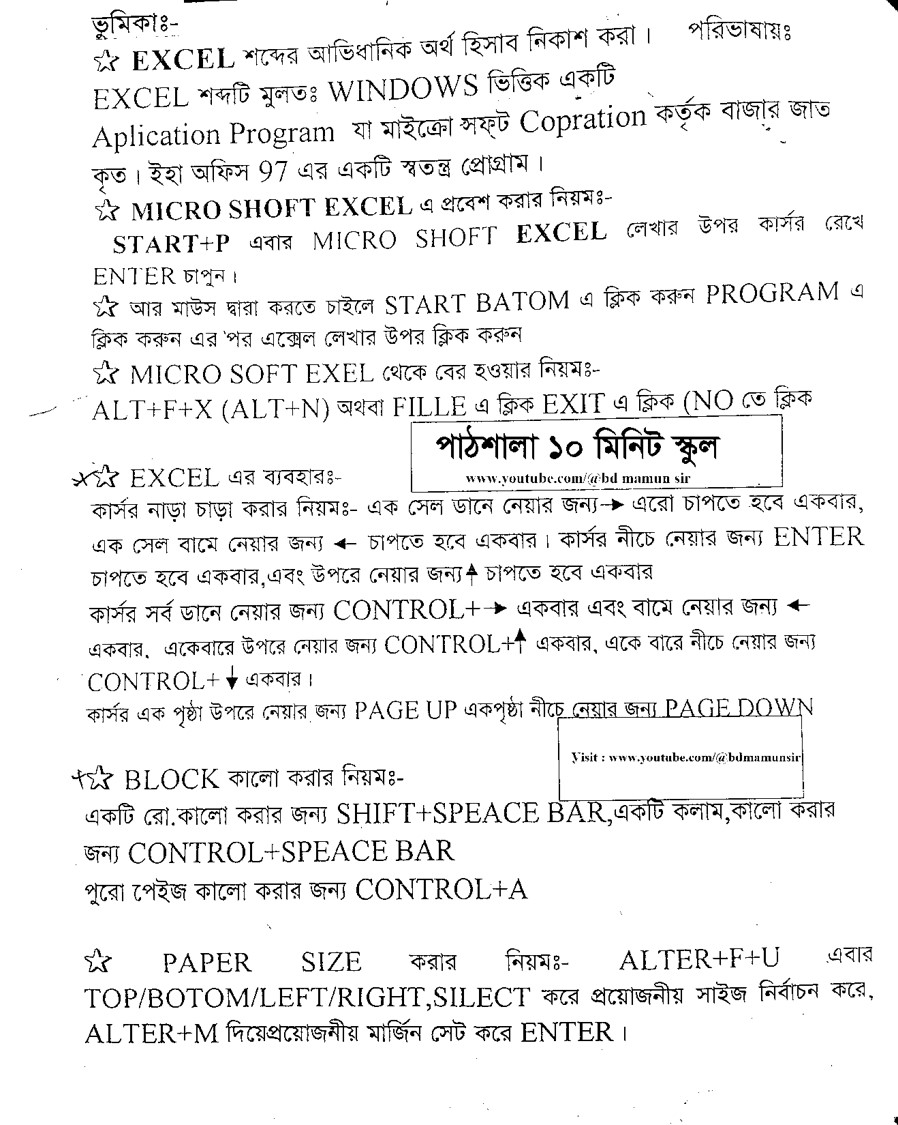 ভূমিকাঃ-
☆ EXCEL শব্দের আভিধানিক অর্থ হিসাব নিকাশ করা। পরিভাষায়ঃ
EXCEL শব্দটি মুলতঃ WINDOWS ভিত্তিক একটি
Aplication Program যা মাইক্রো সফ্ট Copration কর্তৃক বাজার জাত
কৃত। ইহা অফিস 97 এর একটি স্বতন্ত্র প্রোগ্রাম।
☆ MICRO SHOFT EXCEL এ প্রবেশ করার নিয়মঃ-
START+P এবার MICRO SHOFT EXCEL লেখার উপর কার্সর রেখে
ENTER চাপুন।
☆ আর মাউস দ্বারা করতে চাইলে START BATOM এ ক্লিক করুন PROGRAM এ
ক্লিক করুন এর পর এক্সেল লেখার উপর ক্লিক করুন
☆ MICRO SOFT EXEL থেকে বের হওয়ার নিয়মঃ-
ALT+F+X (ALT+N) অথবা FILLE এ ক্লিক EXIT এ ক্লিক (NO তে ক্লিক
পাঠশালা ১০ মিনিট স্কুল
www.youtube.com/@bd mamun sir
☆ EXCEL এর ব্যবহারঃ-
কার্সর নাড়া চাড়া করার নিয়মঃ- এক সেল ডানে নেয়ার জন্য→ এরো চাপতে হবে একবার,
এক সেল বামে নেয়ার জন্য ← চাপতে হবে একবার। কার্সর নীচে নেয়ার জন্য ENTER
চাপতে হবে একবার,এবং উপরে নেয়ার জন্য↑ চাপতে হবে একবার
কার্সর সর্ব ডানে নেয়ার জন্য CONTROL+→ একবার এবং বামে নেয়ার জন্য ←
একবার, একেবারে উপরে নেয়ার জন্য CONTROL+↑ একবার, একে বারে নীচে নেয়ার জন্য
CONTROL+↓ একবার।
কার্সর এক পৃষ্ঠা উপরে নেয়ার জন্য PAGE UP একপৃষ্ঠা নীচে নেয়ার জন্য PAGE DOWN
Visit : www.youtube.com/@bdmamunsir
☆ BLOCK কালো করার নিয়মঃ-
একটি রো.কালো করার জন্য SHIFT+SPEACE BAR,একটি কলাম,কালো করার
জন্য CONTROL+SPEACE BAR
পুরো পেইজ কালো করার জন্য CONTROL+A
☆ PAPER SIZE করার নিয়মঃ- ALTER+F+U এবার
TOP/BOTOM/LEFT/RIGHT,SILECT করে প্রয়োজনীয় সাইজ নির্বাচন করে,
ALTER+M দিয়েপ্রয়োজনীয় মার্জিন সেট করে ENTER।